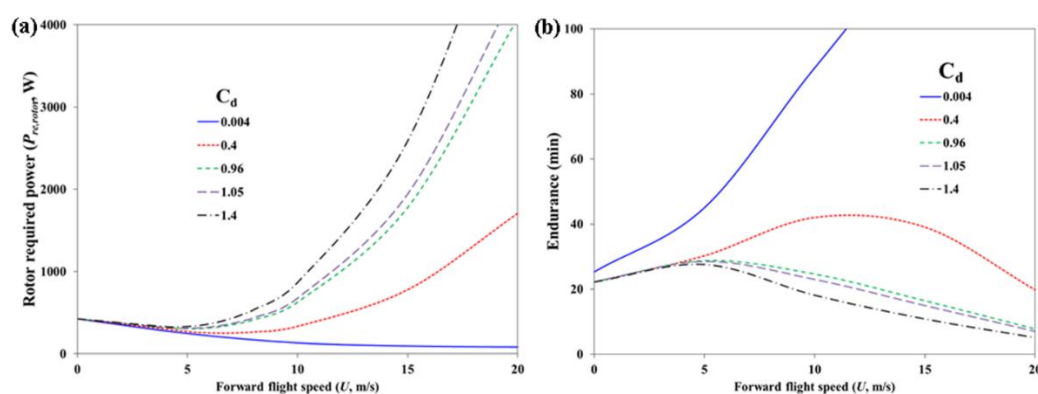 (a)
4000
3000
2000
1000
0
Rotor required power (Pre,rotor, W)
Cd
0.004
0.4
0.96
1.05
1.4
0 5 10 15 20
Forward flight speed (U, m/s)
(b)
100
80
60
40
20
0
Endurance (min)
Cd
0.004
0.4
0.96
1.05
1.4
0 5 10 15 20
Forward flight speed (U, m/s)